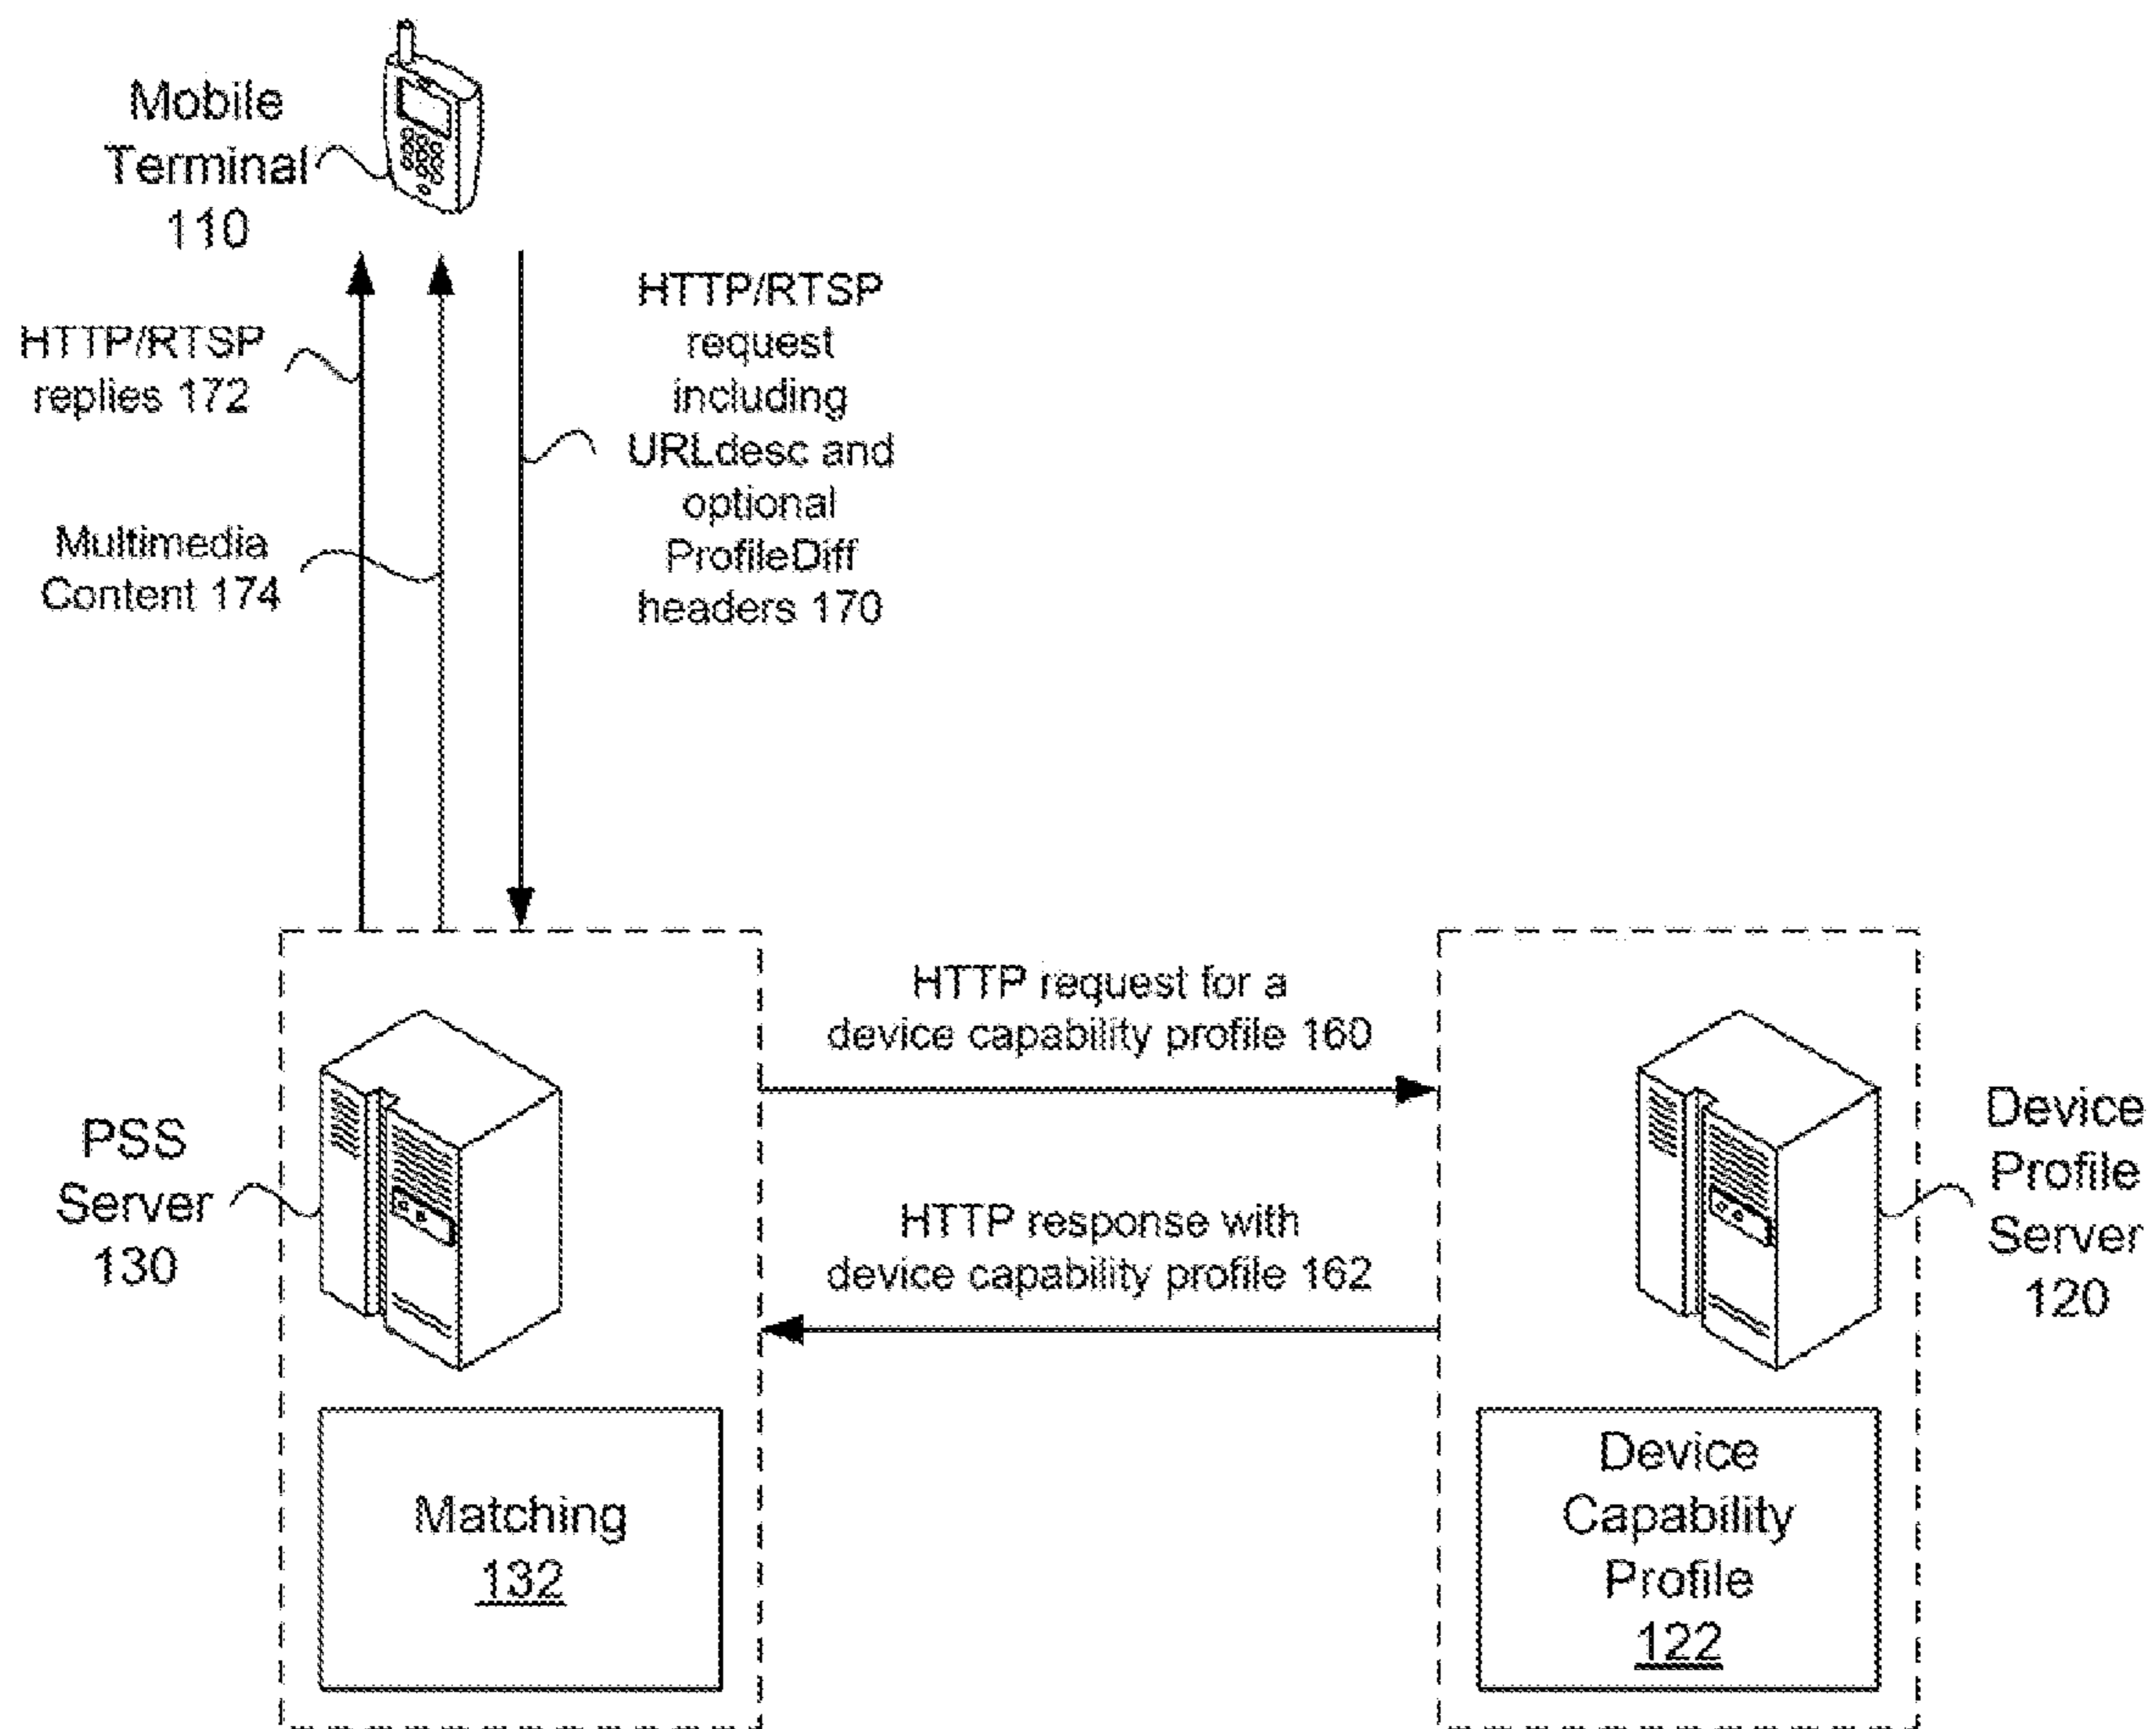 Mobile
Terminal
110
HTTP/RTSP
replies 172
Multimedia
Content 174
HTTP/RTSP
request
including
URLdesc and
optional
ProfileDiff
headers 170
HTTP request for a
device capability profile 160
HTTP response with
device capability profile 162
PSS
Server
130
Matching
132
Device
Profile
Server
120
Device
Capability
Profile
122